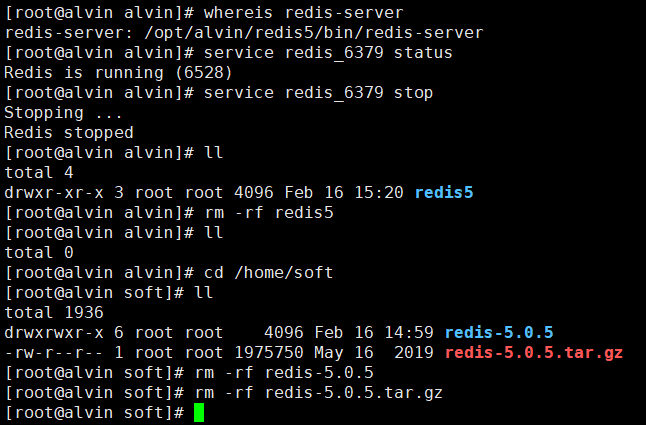 [root@alvin alvin]# whereis redis-server
redis-server: /opt/alvin/redis5/bin/redis-server
[root@alvin alvin]# service redis_6379 status
Redis is running (6528)
[root@alvin alvin]# service redis_6379 stop
Stopping ...
Redis stopped
[root@alvin alvin]# ll
total 4
drwxr-xr-x 3 root root 4096 Feb 16 15:20 redis5
[root@alvin alvin]# rm -rf redis5
[root@alvin alvin]# ll
total 0
[root@alvin alvin]# cd /home/soft
[root@alvin soft]# ll
total 1936
drwxrwxr-x 6 root root    4096 Feb 16 14:59 redis-5.0.5
-rw-r--r-- 1 root root 1975750 May 16  2019 redis-5.0.5.tar.gz
[root@alvin soft]# rm -rf redis-5.0.5
[root@alvin soft]# rm -rf redis-5.0.5.tar.gz
[root@alvin soft]#